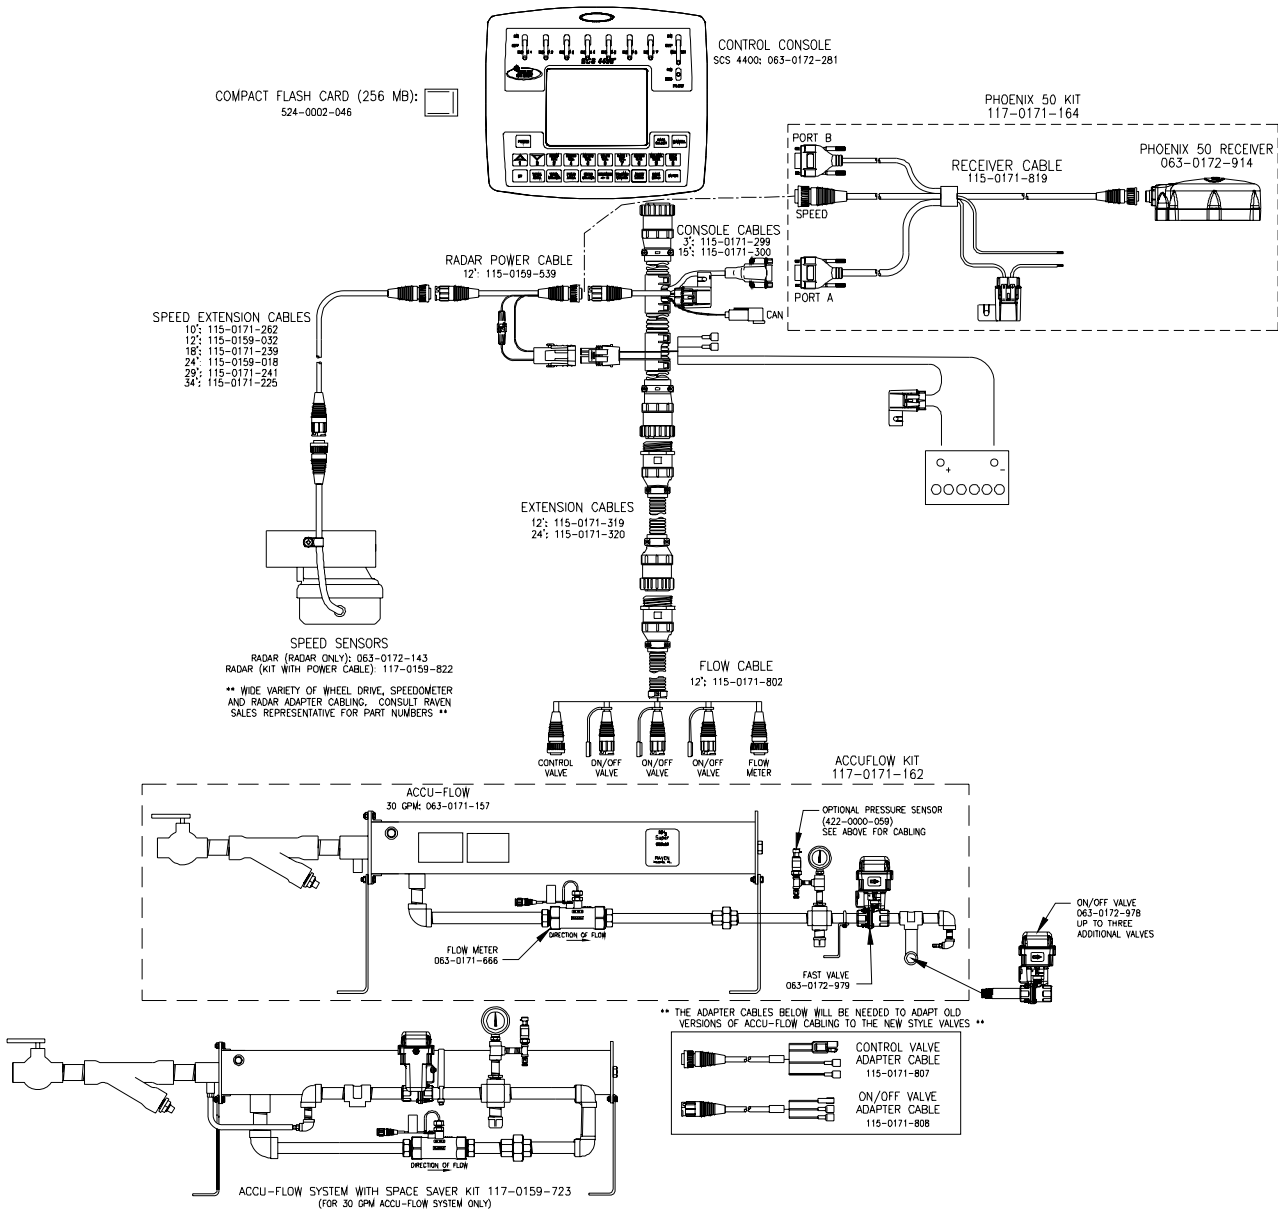 CONTROL CONSOLE
SCS 4400: 063-0172-281
SCS 4400
COMPACT FLASH CARD (256 MB):
524-0002-046
PHOENIX 50 KIT
117-0171-164
PORT B
RECEIVER CABLE
115-0171-819
PHOENIX 50 RECEIVER
063-0172-914
SPEED
PORT A
CONSOLE CABLES
3': 115-0171-299
15': 115-0171-300
CAN
RADAR POWER CABLE
12': 115-0159-539
SPEED EXTENSION CABLES
10': 115-0171-262
12': 115-0159-032
18': 115-0171-239
24': 115-0159-018
29': 115-0171-241
34': 115-0171-225
+
-
EXTENSION CABLES
12': 115-0171-319
24': 115-0171-320
SPEED SENSORS
RADAR (RADAR ONLY): 063-0172-143
RADAR (KIT WITH POWER CABLE): 117-0159-822
** WIDE VARIETY OF WHEEL DRIVE, SPEEDOMETER
AND RADAR ADAPTER CABLING, CONSULT RAVEN
SALES REPRESENTATIVE FOR PART NUMBERS **
FLOW CABLE
12': 115-0171-802
CONTROL
VALVE
ON/OFF
VALVE
ON/OFF
VALVE
ON/OFF
VALVE
FLOW
METER
ACCUFLOW KIT
117-0171-162
ACCU-FLOW
30 GPM: 063-0171-157
OPTIONAL PRESSURE SENSOR
(422-0000-059)
SEE ABOVE FOR CABLING
RAVEN
DIRECTION OF FLOW
FLOW METER
063-0171-666
FAST VALVE
063-0172-979
ON/OFF VALVE
063-0172-978
UP TO THREE
ADDITIONAL VALVES
** THE ADAPTER CABLES BELOW WILL BE NEEDED TO ADAPT OLD
VERSIONS OF ACCU-FLOW CABLING TO THE NEW STYLE VALVES **
CONTROL VALVE
ADAPTER CABLE
115-0171-807
ON/OFF VALVE
ADAPTER CABLE
115-0171-808
DIRECTION OF FLOW
ACCU-FLOW SYSTEM WITH SPACE SAVER KIT 117-0159-723
(FOR 30 GPM ACCU-FLOW SYSTEM ONLY)